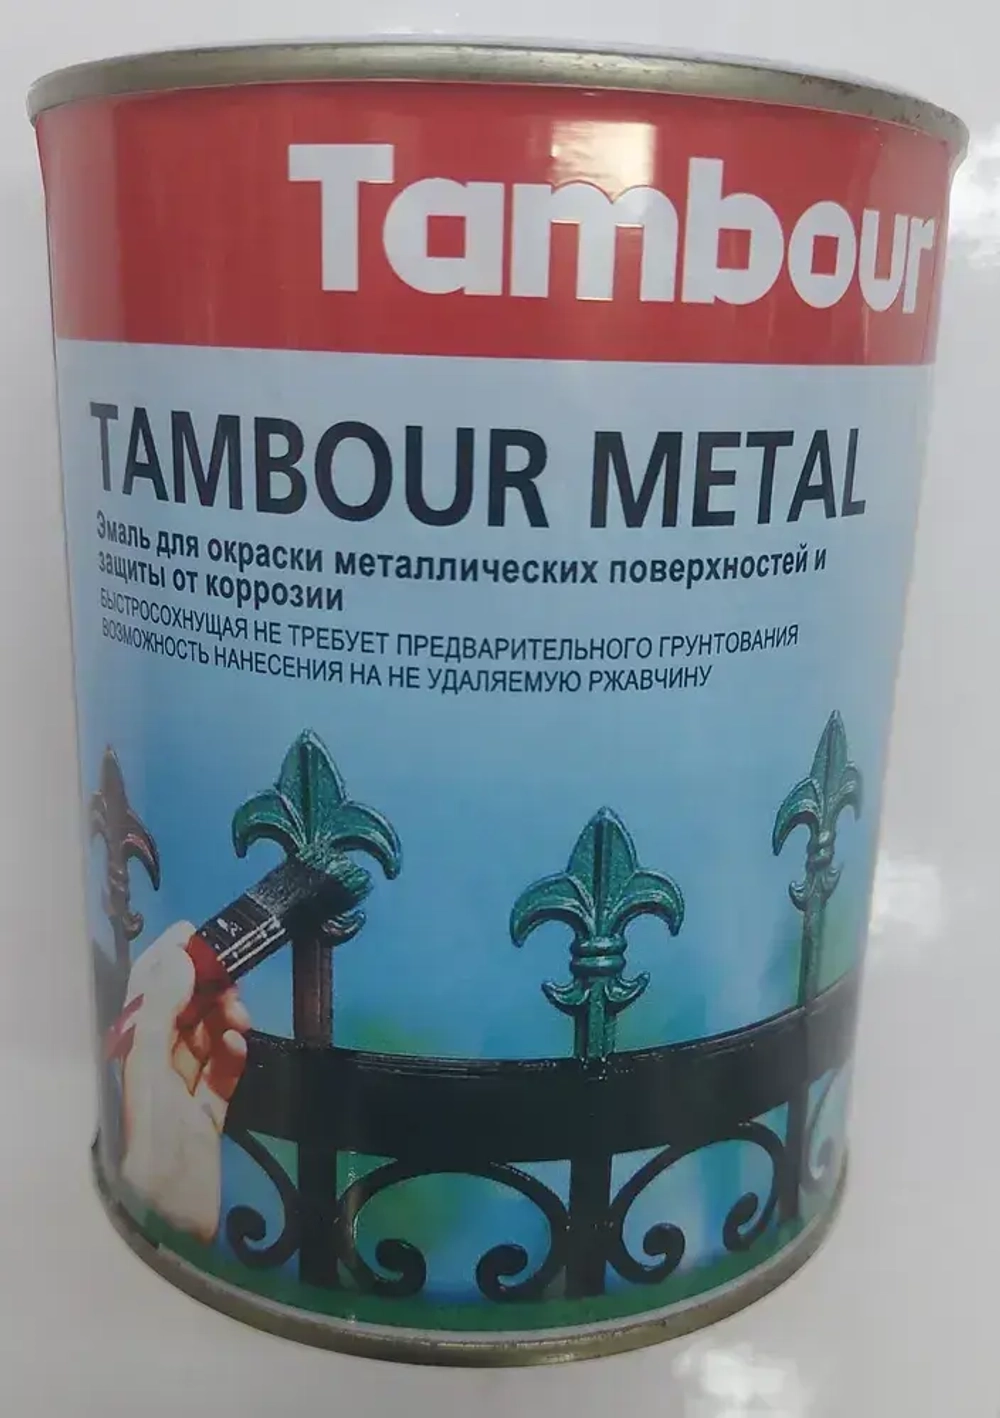 Tambour
TAMBOUR METAL
Эмаль для окраски металлических поверхностей и
защиты от коррозии
БЫСТРОСОХНУЩАЯ НЕ ТРЕБУЕТ ПРЕДВАРИТЕЛЬНОГО ГРУНТОВАНИЯ
ВОЗМОЖНОСТЬ НАНЕСЕНИЯ НА НЕ УДАЛЯЕМУЮ РЖАВЧИНУ